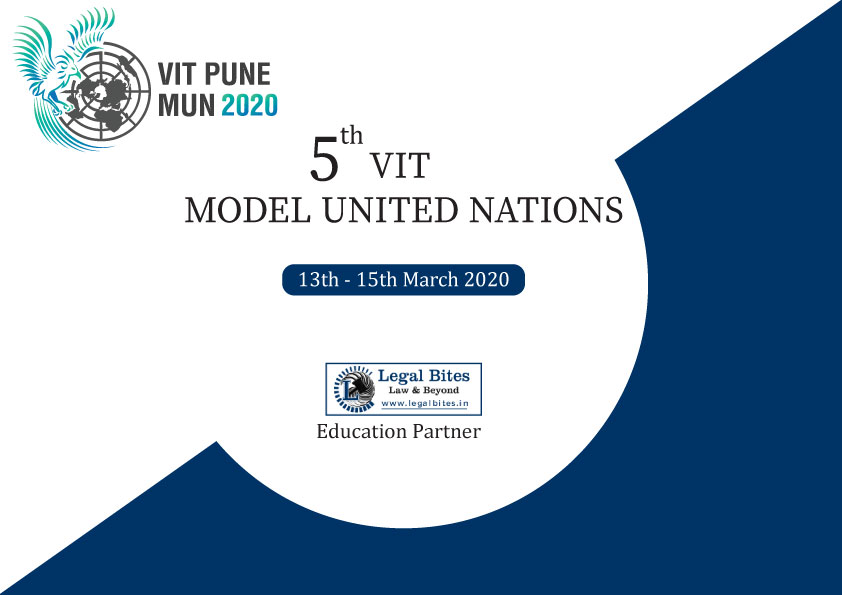 VIT PUNE
MUN 2020
5th VIT
MODEL UNITED NATIONS
13th - 15th March 2020
L
Legal Bites
Law & Beyond
www.legalbites.in
Education Partner